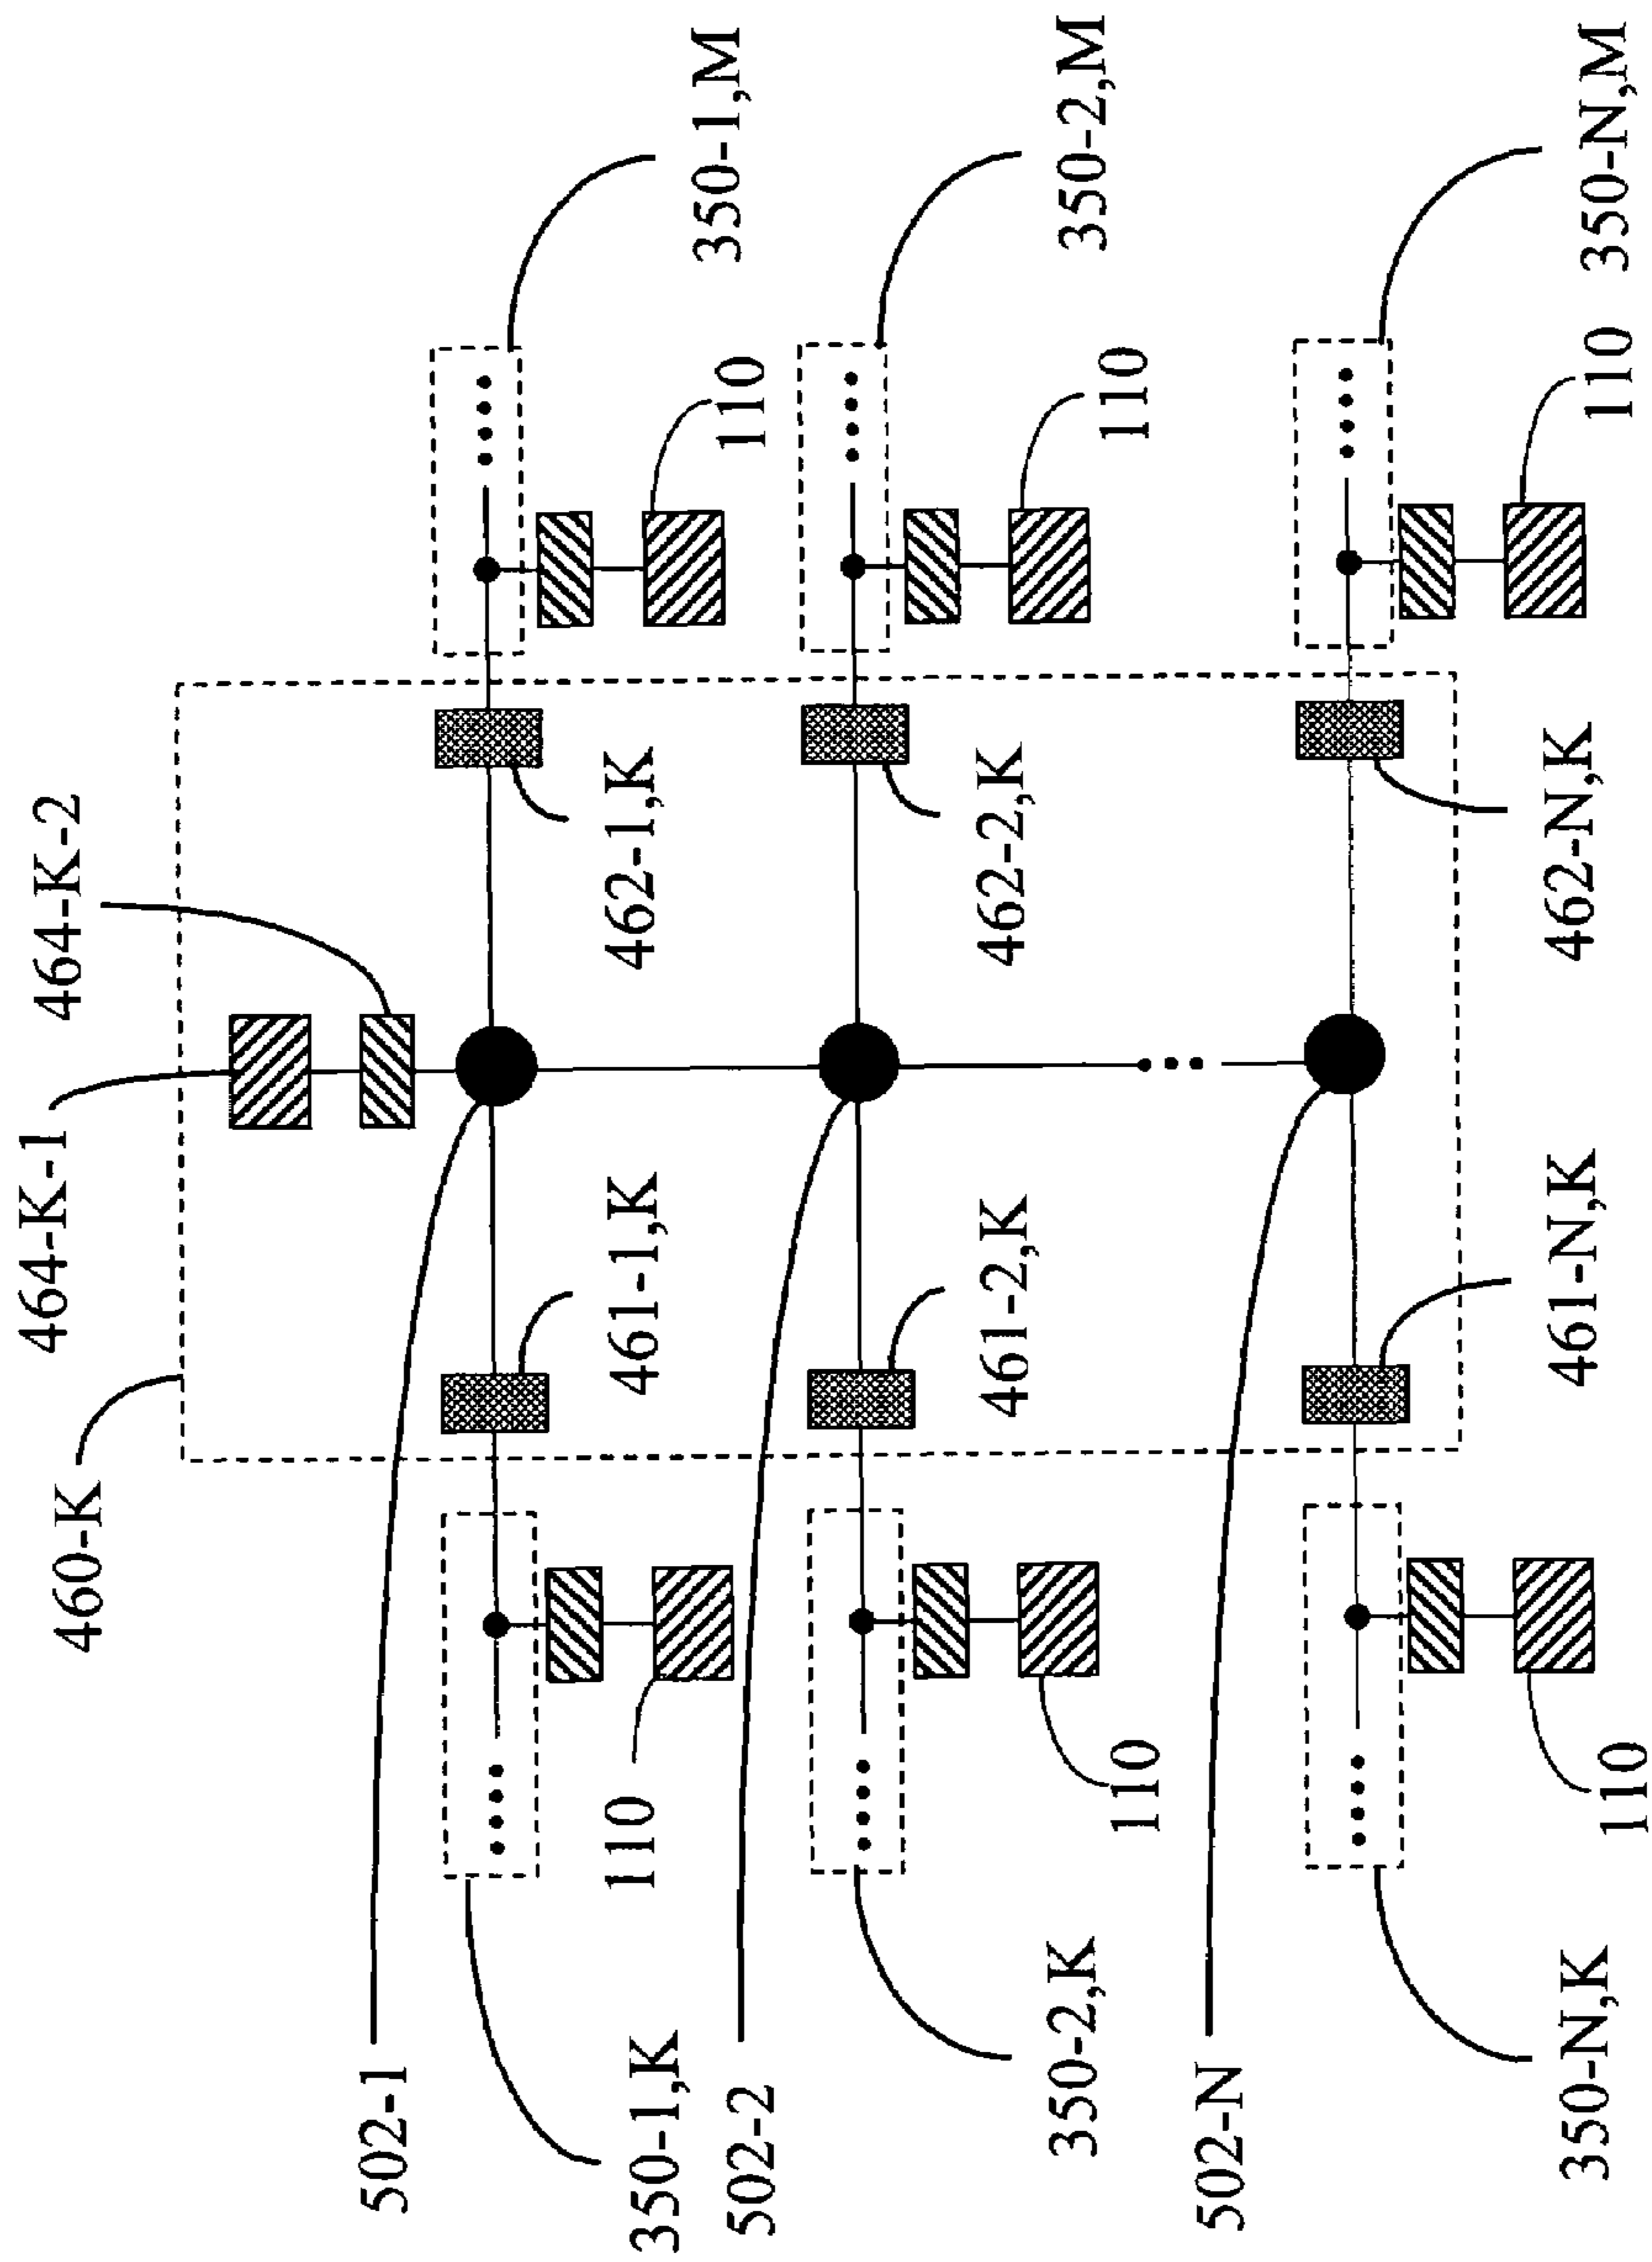 464-K-1
464-K-2
460-K
502-1
350-1,K
110
461-1,K
462-1,K
110
350-1,M
502-2
350-2,K
110
461-2,K
462-2,K
110
350-2,M
502-N
350-N,K
110
461-N,K
462-N,K
110
350-N,M